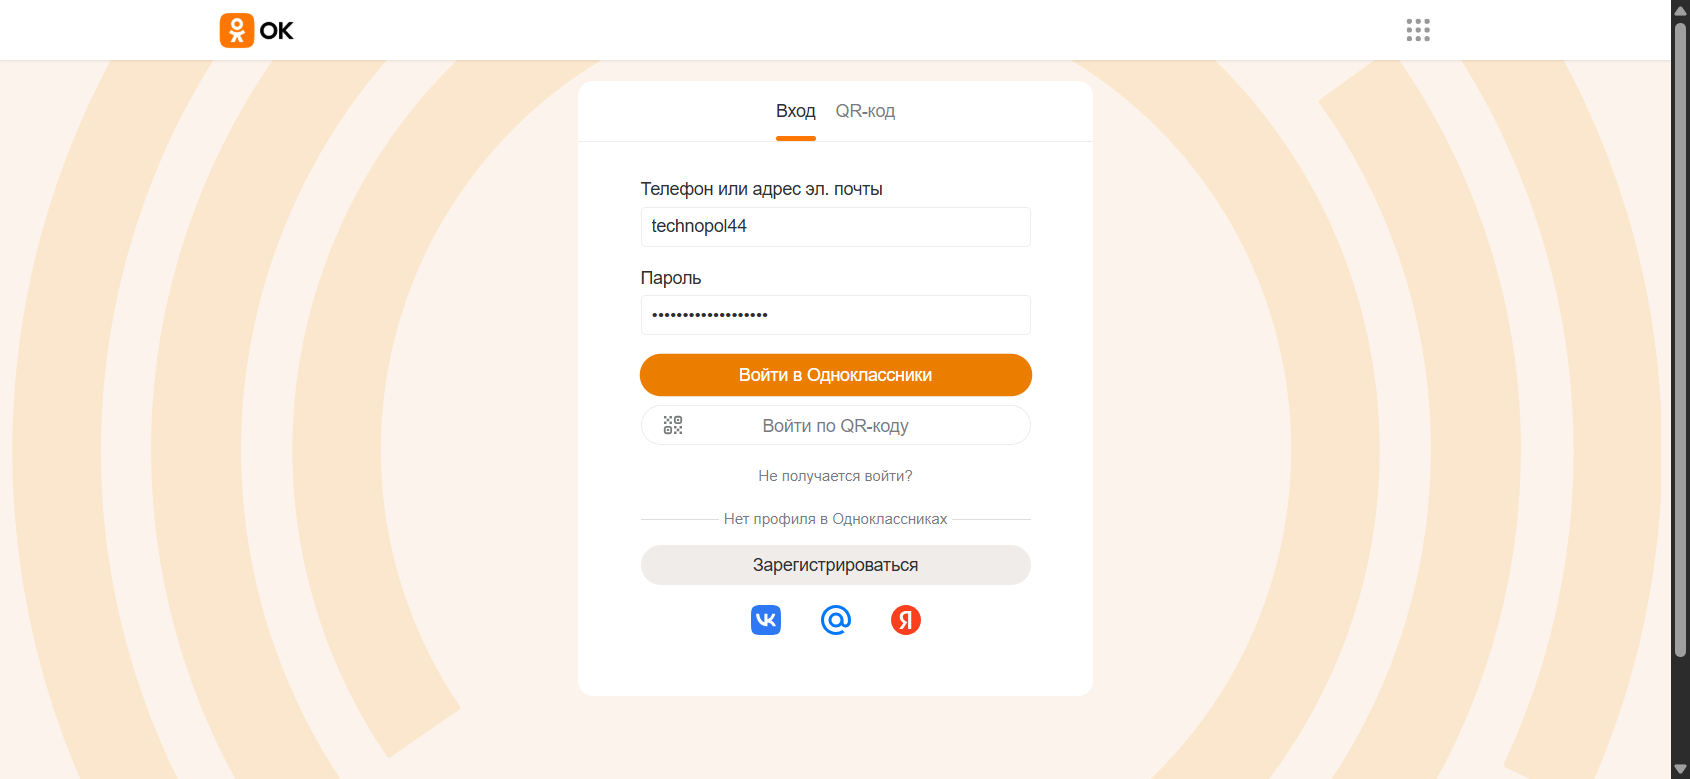 OK
Вход QR-код
Телефон или адрес эл. почты
technopol44
Пароль
•••••••••••••••••••
Войти в Одноклассники
Войти по QR-коду
Не получается войти?
Нет профиля в Одноклассниках
Зарегистрироваться